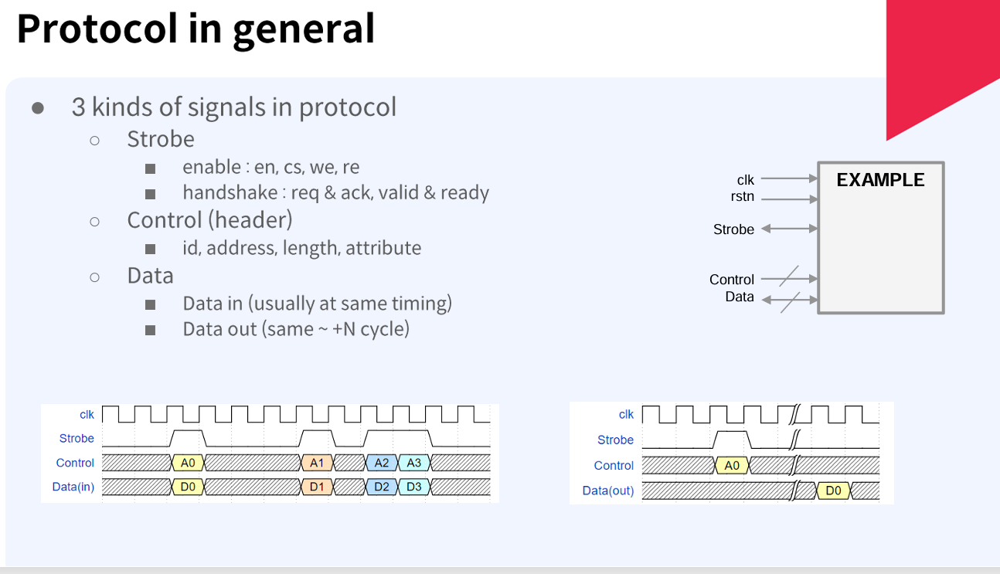 Protocol in general
● 3 kinds of signals in protocol
○ Strobe
■ enable : en, cs, we, re
■ handshake : req & ack, valid & ready
○ Control (header)
■ id, address, length, attribute
○ Data
■ Data in (usually at same timing)
■ Data out (same ~ +N cycle)
EXAMPLE
clk
rstn
Strobe
Control
Data
clk
Strobe
Control A0 A1 A2 A3
Data(in) D0 D1 D2 D3
clk
Strobe
Control A0
Data(out) D0